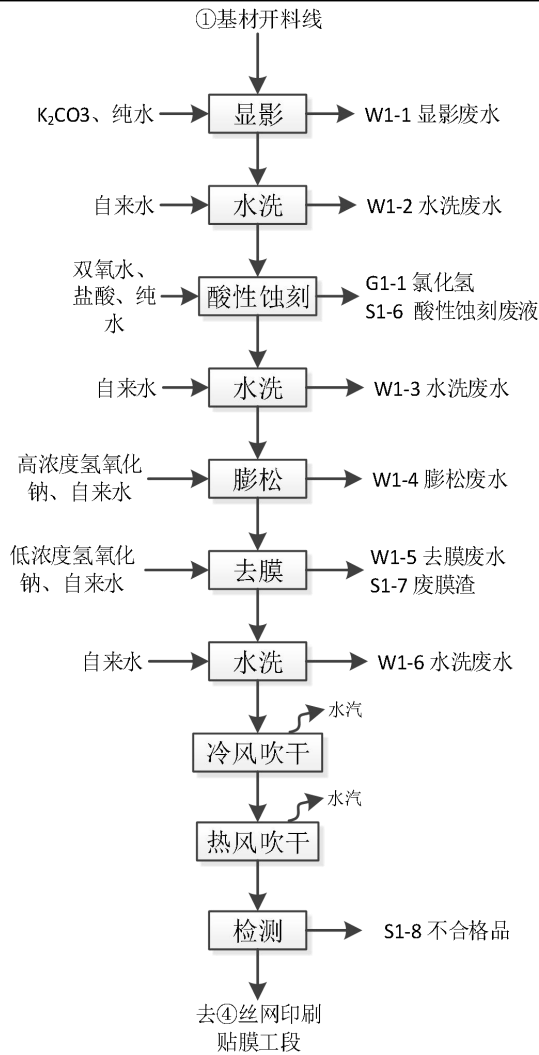 ①基材开料线
K₂CO3、纯水
显影
W1-1 显影废水
自来水
水洗
W1-2 水洗废水
双氧水、
盐酸、纯
水
酸性蚀刻
G1-1 氯化氢
S1-6 酸性蚀刻废液
自来水
水洗
W1-3 水洗废水
高浓度氢氧化
钠、自来水
膨松
W1-4 膨松废水
低浓度氢氧化
钠、自来水
去膜
W1-5 去膜废水
S1-7 废膜渣
自来水
水洗
W1-6 水洗废水
水汽
冷风吹干
水汽
热风吹干
检测
S1-8 不合格品
去④丝网印刷
贴膜工段